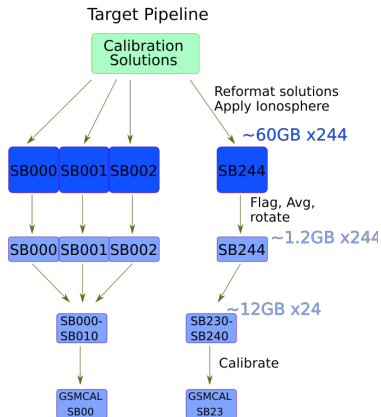 Target Pipeline
Calibration
Solutions
Reformat solutions
Apply Ionosphere
~60GB x244
SB000 SB001 SB002 SB244
Flag, Avg,
rotate
SB000 SB001 SB002 SB244
~1.2GB x244
~12GB x24
SB000-
SB010
SB230-
SB240
Calibrate
GSMCAL
SB00
GSMCAL
SB23